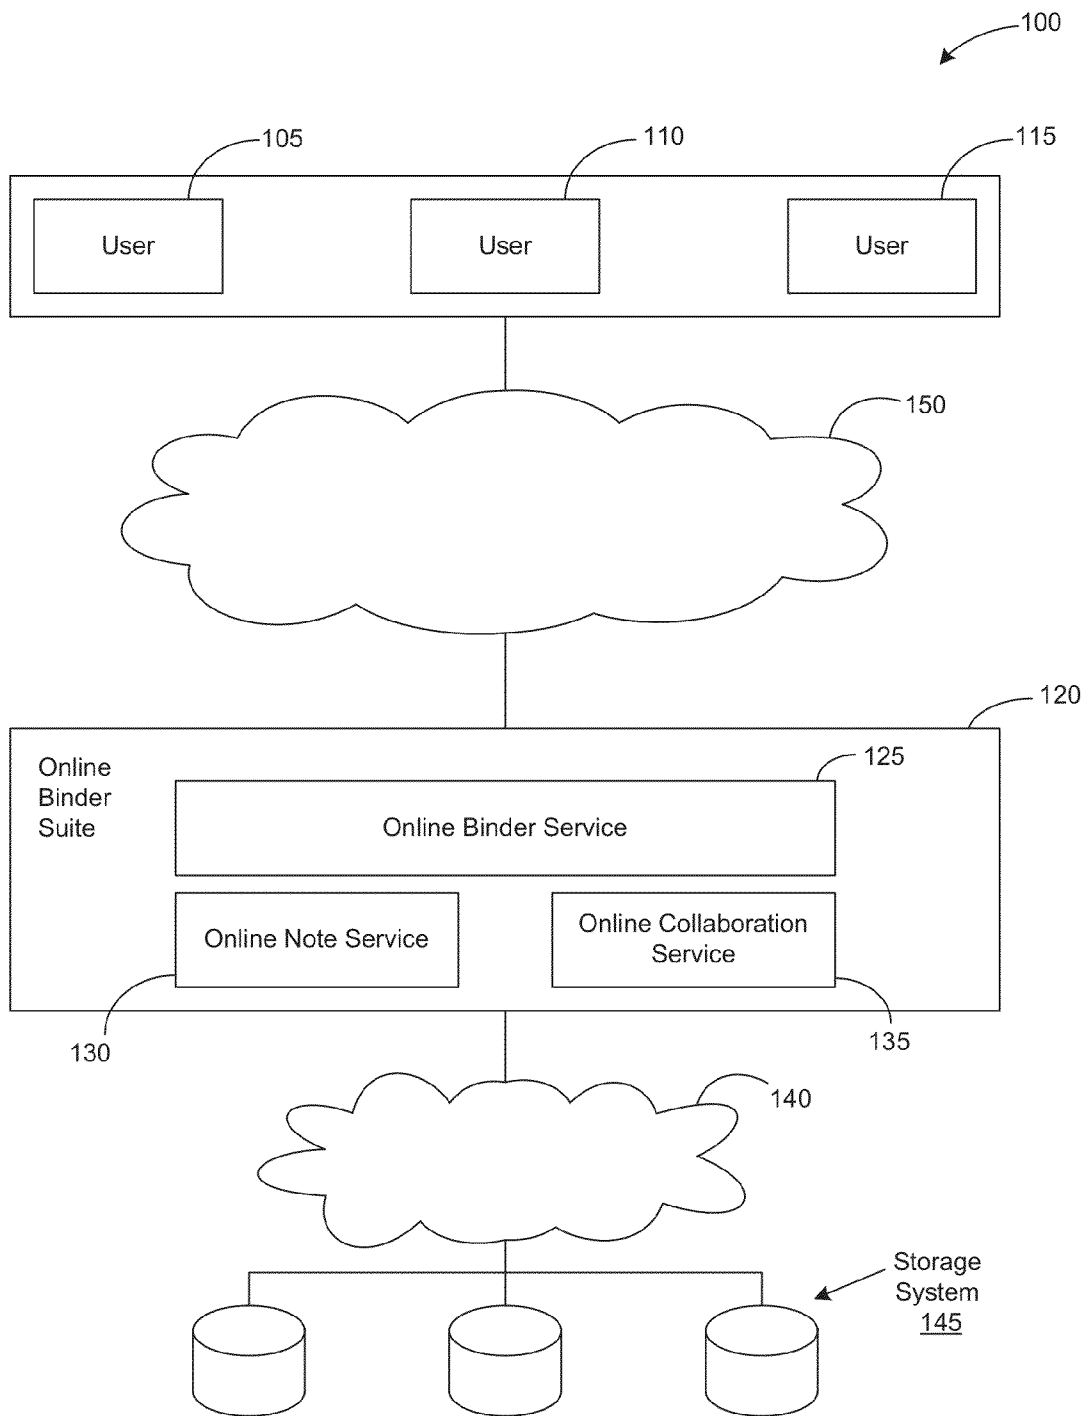 100
105
110
115
User
User
User
150
120
Online
Binder
Suite
125
Online Binder Service
Online Note Service
Online Collaboration
Service
130
135
140
Storage
System
145